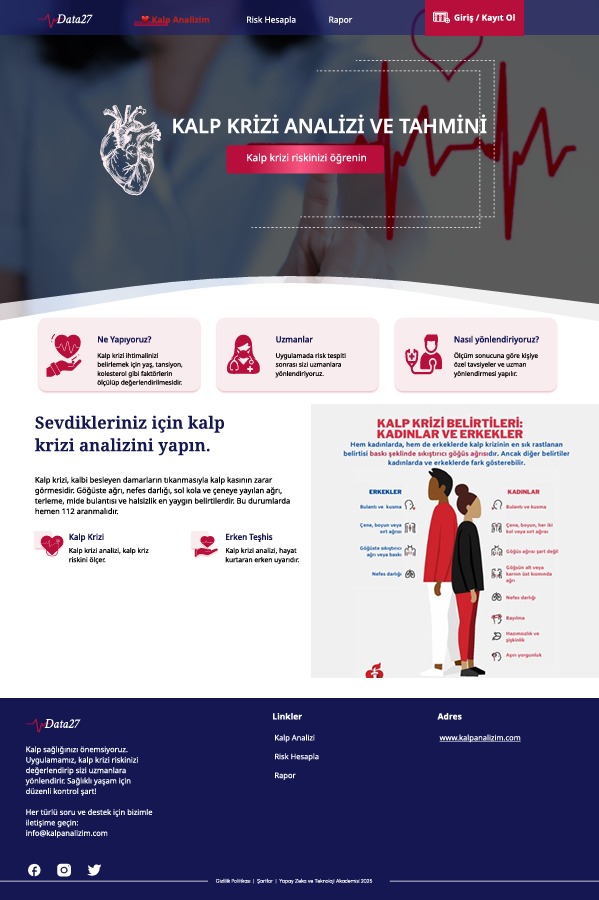 Data27
Kalp Analizim
Risk Hesapla
Rapor
Giriş / Kayıt Ol
KALP KRİZİ ANALİZİ VE TAHMİNİ
Kalp krizi riskinizi öğrenin
Ne Yapıyoruz?
Kalp krizi ihtimalinizi
belirlemek için yaş, tansiyon,
kolesterol gibi faktörlerin
ölçülüp değerlendirilmesidir.
Uzmanlar
Uygulamada risk tespiti
sonrası sizi uzmanlara
yönlendiriyoruz.
Nasıl yönlendiriyoruz?
Ölçüm sonucuna göre kişiye
özel tavsiyeler ve uzman
yönlendirmesi yapılır.
Sevdikleriniz için kalp
krizi analizini yapın.
Kalp krizi, kalbi besleyen damarların tıkanmasıyla kalp kasının zarar
görmesidir. Göğüste ağrı, nefes darlığı, sol kola ve çeneye yayılan ağrı,
terleme, mide bulantısı ve halsizlik en yaygın belirtilerdir. Bu durumlarda
hemen 112 aranmalıdır.
Kalp Krizi
Kalp krizi analizi, kalp kriz
riskini ölçer.
Erken Teşhis
Kalp krizi analizi, hayat
kurtaran erken uyarıdır.
KALP KRİZİ BELİRTİLERİ:
KADINLAR VE ERKEKLER
Hem kadınlarda, hem de erkeklerde kalp krizinin en sık rastlanan
belirtisi baskı şeklinde sıkıştırıcı göğüs ağrısıdır. Ancak diğer belirtiler
kadınlarda ve erkeklerde fark gösterebilir.
ERKEKLER
Bulantı ve kusma
Çene, boyun veya
sırt ağrısı
Göğüste sıkıştırıcı
ağrı veya baskı
Nefes darlığı
KADINLAR
Bulantı ve kusma
Çene, boyun, her iki
kol veya sırt ağrısı
Göğüs ağrısı şart değil
Göğsün alt veya
karnın üst kısmında
ağrı
Nefes darlığı
Bayılma
Hazımsızlık ve
şişkinlik
Aşırı yorgunluk
Data27
Kalp sağlığınızı önemsiyoruz.
Uygulamamız, kalp krizi riskinizi
değerlendirip sizi uzmanlara
yönlendirir. Sağlıklı yaşam için
düzenli kontrol şart!
Her türlü soru ve destek için bizimle
iletişime geçin:
info@kalpanalizim.com
Linkler
Kalp Analizi
Risk Hesapla
Rapor
Adres
www.kalpanalizim.com
Gizlilik Politikası | Şartlar | Yapay Zeka ve Teknoloji Akademisi 2025